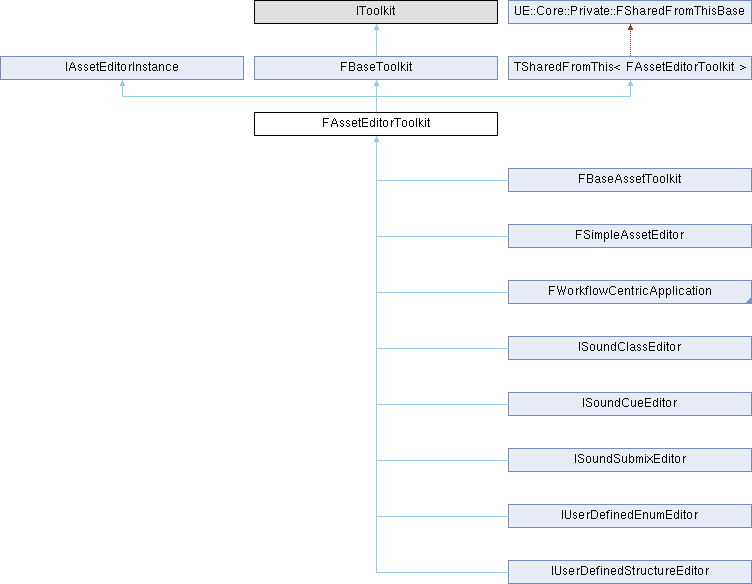 IToolkit
UE::Core::Private::FSharedFromThisBase
IAssetEditorInstance
FBaseToolkit
TSharedFromThis< FAssetEditorToolkit >
FAssetEditorToolkit
FBaseAssetToolkit
FSimpleAssetEditor
FWorkflowCentricApplication
ISoundClassEditor
ISoundCueEditor
ISoundSubmixEditor
IUserDefinedEnumEditor
IUserDefinedStructureEditor